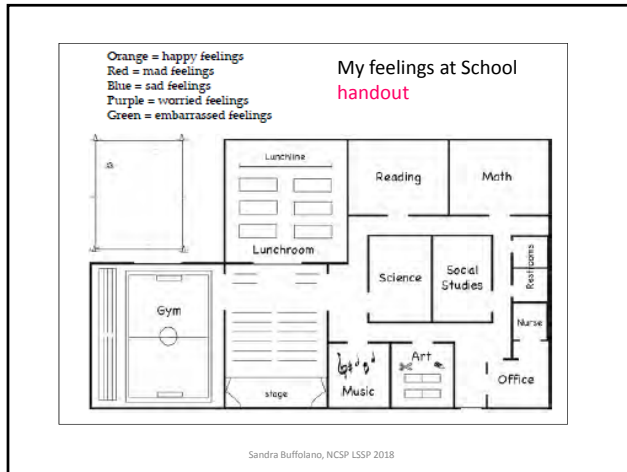 Orange = happy feelings
Red = mad feelings
Blue = sad feelings
Purple = worried feelings
Green = embarrassed feelings
My feelings at School
handout
Lunchline
Lunchroom
Reading
Math
Science
Social
Studies
Restrooms
Restrooms
Nurse
Office
Gym
stage
Music
Art
Sandra Buffolano, NCSP LSSP 2018